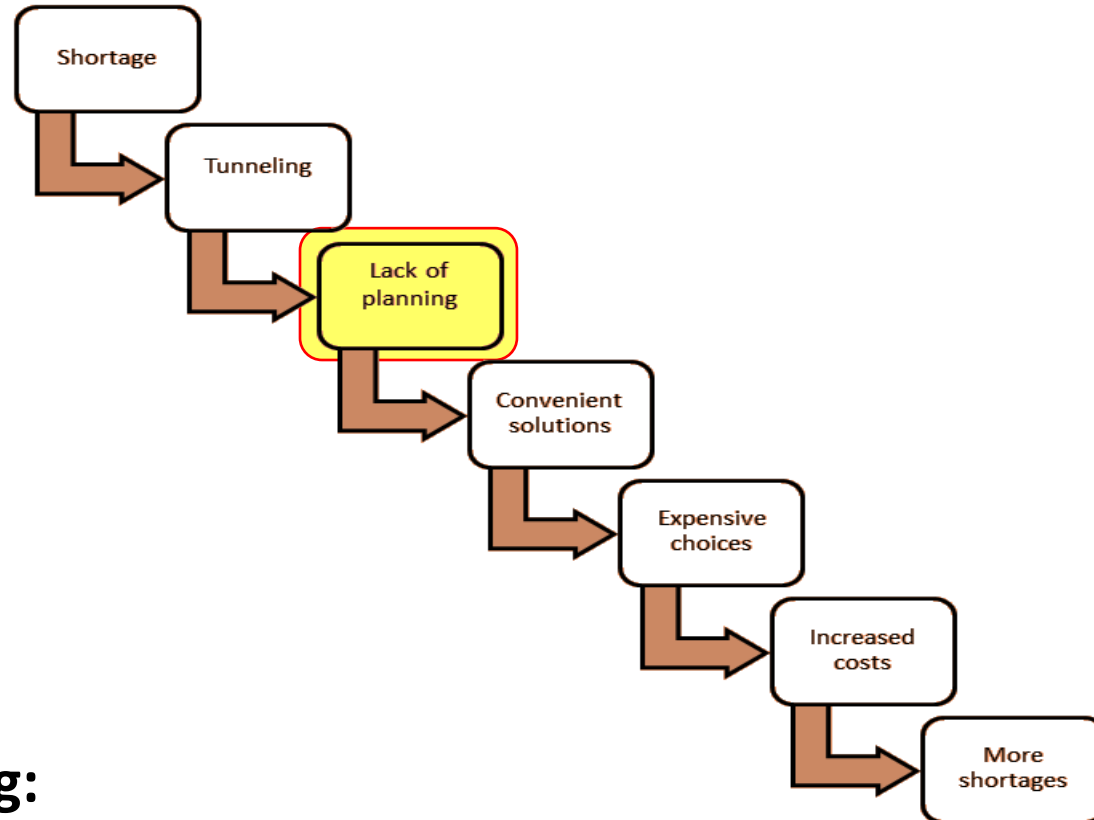 Shortage
Tunneling
Lack of
planning
Convenient
solutions
Expensive
choices
Increased
costs
More
shortages
g: